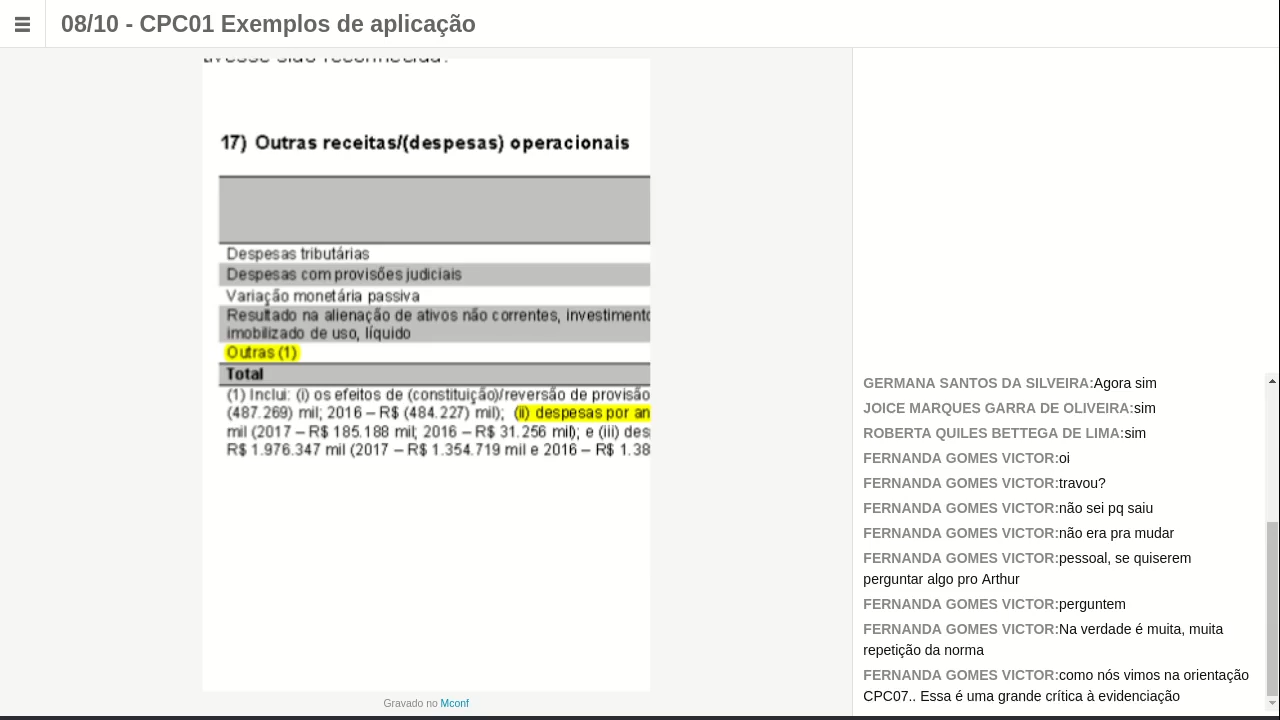 08/10 - CPC01 Exemplos de aplicação
17) Outras receitas/(despesas) operacionais
Despesas tributárias
Despesas com provisões judiciais
Variação monetária passiva
Resultado na alienação de ativos não correntes,
imobilizado de uso, líquido
Outras (1)
Total
(1) Inclui: (i) os efeitos de (constituição)/reversão de provisão
(487.269) mil; 2016 – R$ (484.227) mil); (ii) despesas por
mil (2017 – R$ 185.188 mil; 2016 – R$ 31.256 mil); e (iii)
R$ 1.976.347 mil (2017 – R$ 1.354.719 mil e 2016 – R$ 1.38
Gravado no Mconf
GERMANA SANTOS DA SILVEIRA:Agora sim
JOICE MARQUES GARRA DE OLIVEIRA:sim
ROBERTA QUILES BETTEGA DE LIMA:sim
FERNANDA GOMES VICTOR:oi
FERNANDA GOMES VICTOR:travou?
FERNANDA GOMES VICTOR:não sei pq saiu
FERNANDA GOMES VICTOR:não era pra mudar
FERNANDA GOMES VICTOR:pessoal, se quiserem
perguntar algo pro Arthur
FERNANDA GOMES VICTOR:perguntem
FERNANDA GOMES VICTOR:Na verdade é muita, muita
repetição da norma
FERNANDA GOMES VICTOR:como nós vimos na orientação
CPC07.. Essa é uma grande crítica à evidenciação